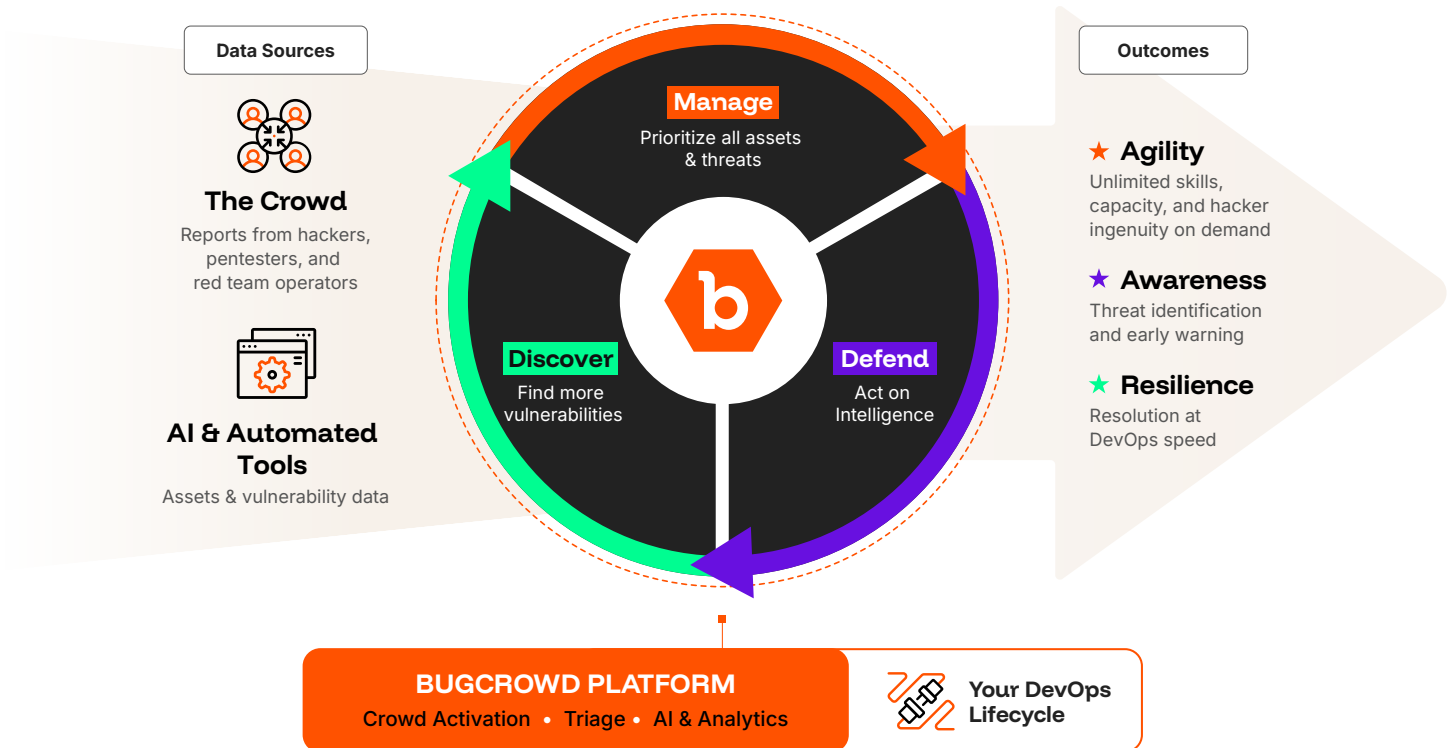 Data Sources
The Crowd
Reports from hackers,
pentesters, and
red team operators
AI & Automated
Tools
Assets & vulnerability data
Manage
Prioritize all assets
& threats
Discover
Find more
vulnerabilities
b
Defend
Act on
Intelligence
Outcomes
Agility
Unlimited skills,
capacity, and hacker
ingenuity on demand
Awareness
Threat identification
and early warning
Resilience
Resolution at
DevOps speed
BUGCROWD PLATFORM
Crowd Activation • Triage • AI & Analytics
Your DevOps
Lifecycle